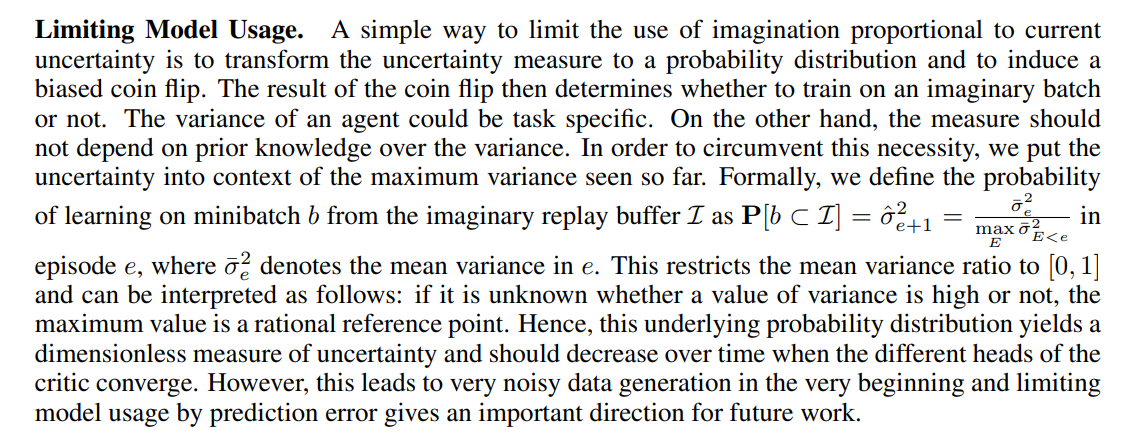 Limiting Model Usage. A simple way to limit the use of imagination proportional to current
uncertainty is to transform the uncertainty measure to a probability distribution and to induce a
biased coin flip. The result of the coin flip then determines whether to train on an imaginary batch
or not. The variance of an agent could be task specific. On the other hand, the measure should
not depend on prior knowledge over the variance. In order to circumvent this necessity, we put the
uncertainty into context of the maximum variance seen so far. Formally, we define the probability
of learning on minibatch $b$ from the imaginary replay buffer $\mathcal{I}$ as $\mathbf{P}[b \subset \mathcal{I}] = \hat{\sigma}^2_{e+1} = \frac{\bar{\sigma}^2_e}{\max_E \bar{\sigma}^2_{E<e}}$ in
episode $e$, where $\bar{\sigma}^2_e$ denotes the mean variance in $e$. This restricts the mean variance ratio to $[0, 1]$
and can be interpreted as follows: if it is unknown whether a value of variance is high or not, the
maximum value is a rational reference point. Hence, this underlying probability distribution yields a
dimensionless measure of uncertainty and should decrease over time when the different heads of the
critic converge. However, this leads to very noisy data generation in the very beginning and limiting
model usage by prediction error gives an important direction for future work.